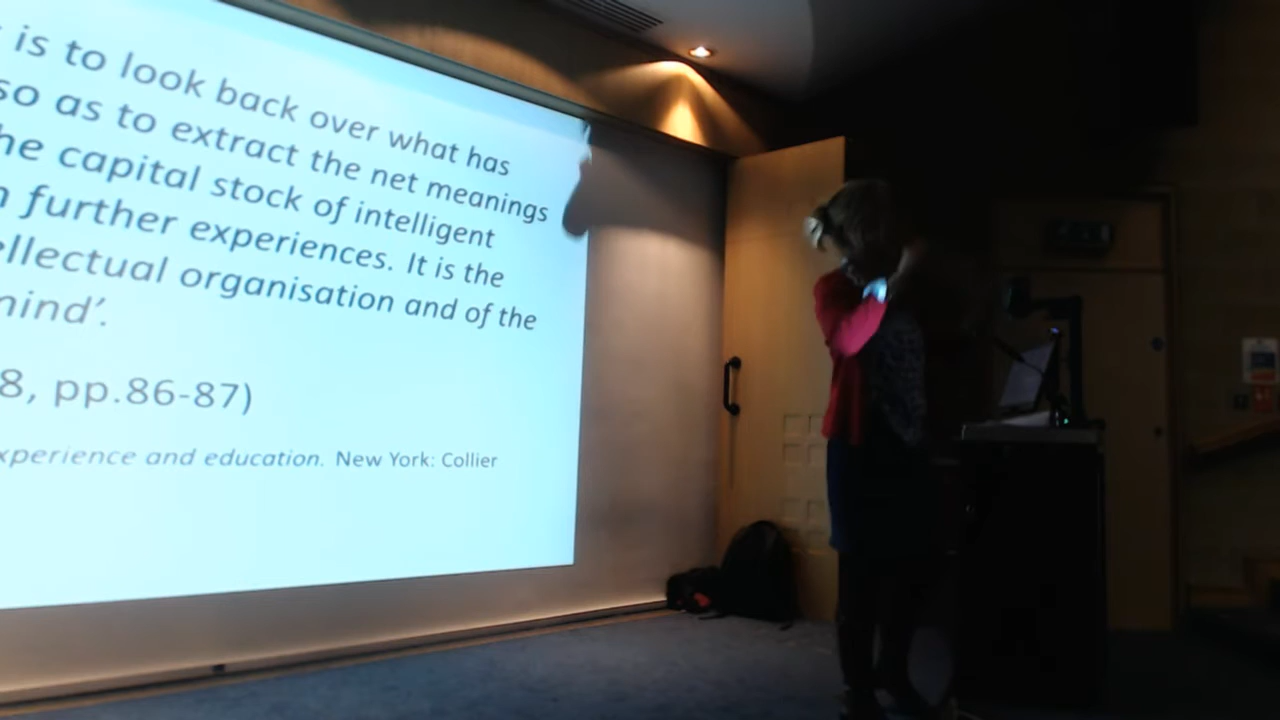 is to look back over what has
so as to extract the net meanings
he capital stock of intelligent
n further experiences. It is the
ellectual organisation and of the
mind’.
8, pp.86-87)
xperience and education. New York: Collier